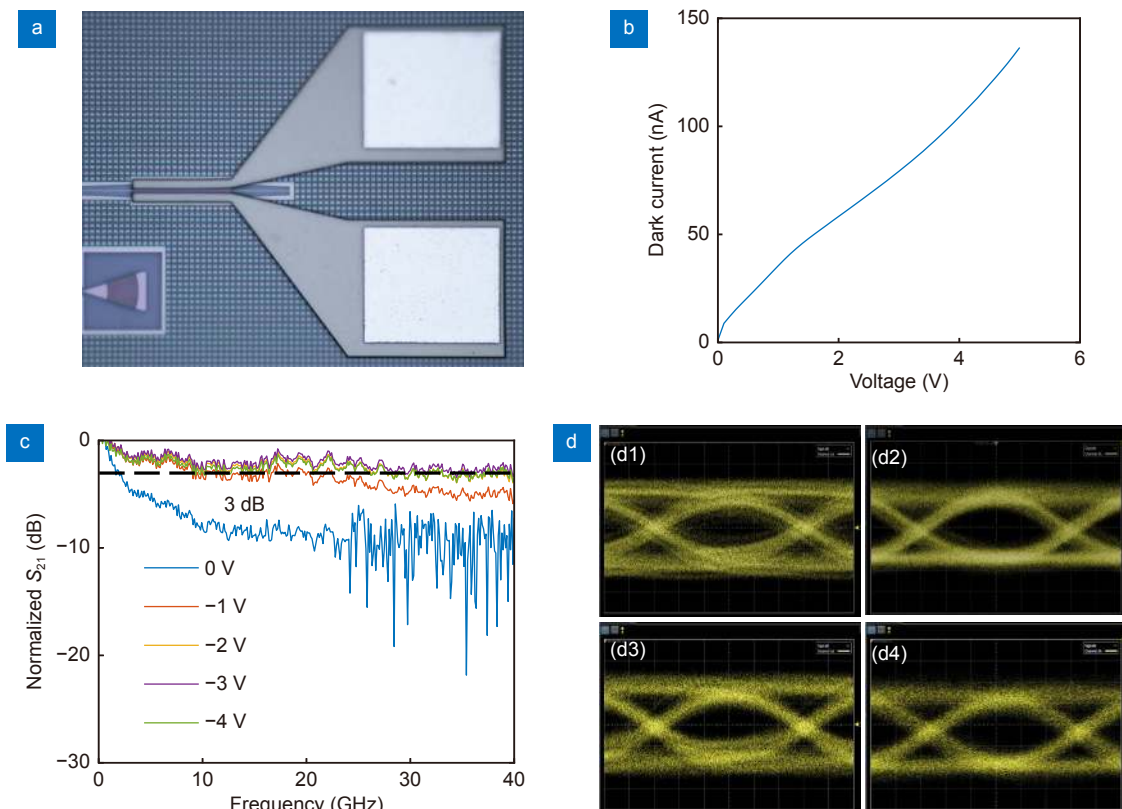 a
b
150
100
50
0
Dark current (nA)
0
2
4
6
Voltage (V)
c
0
−10
−20
−30
Normalized S21 (dB)
3 dB
0 V
−1 V
−2 V
−3 V
−4 V
0
10
20
30
40
Frequency (GHz)
d
(d1)
(d2)
(d3)
(d4)